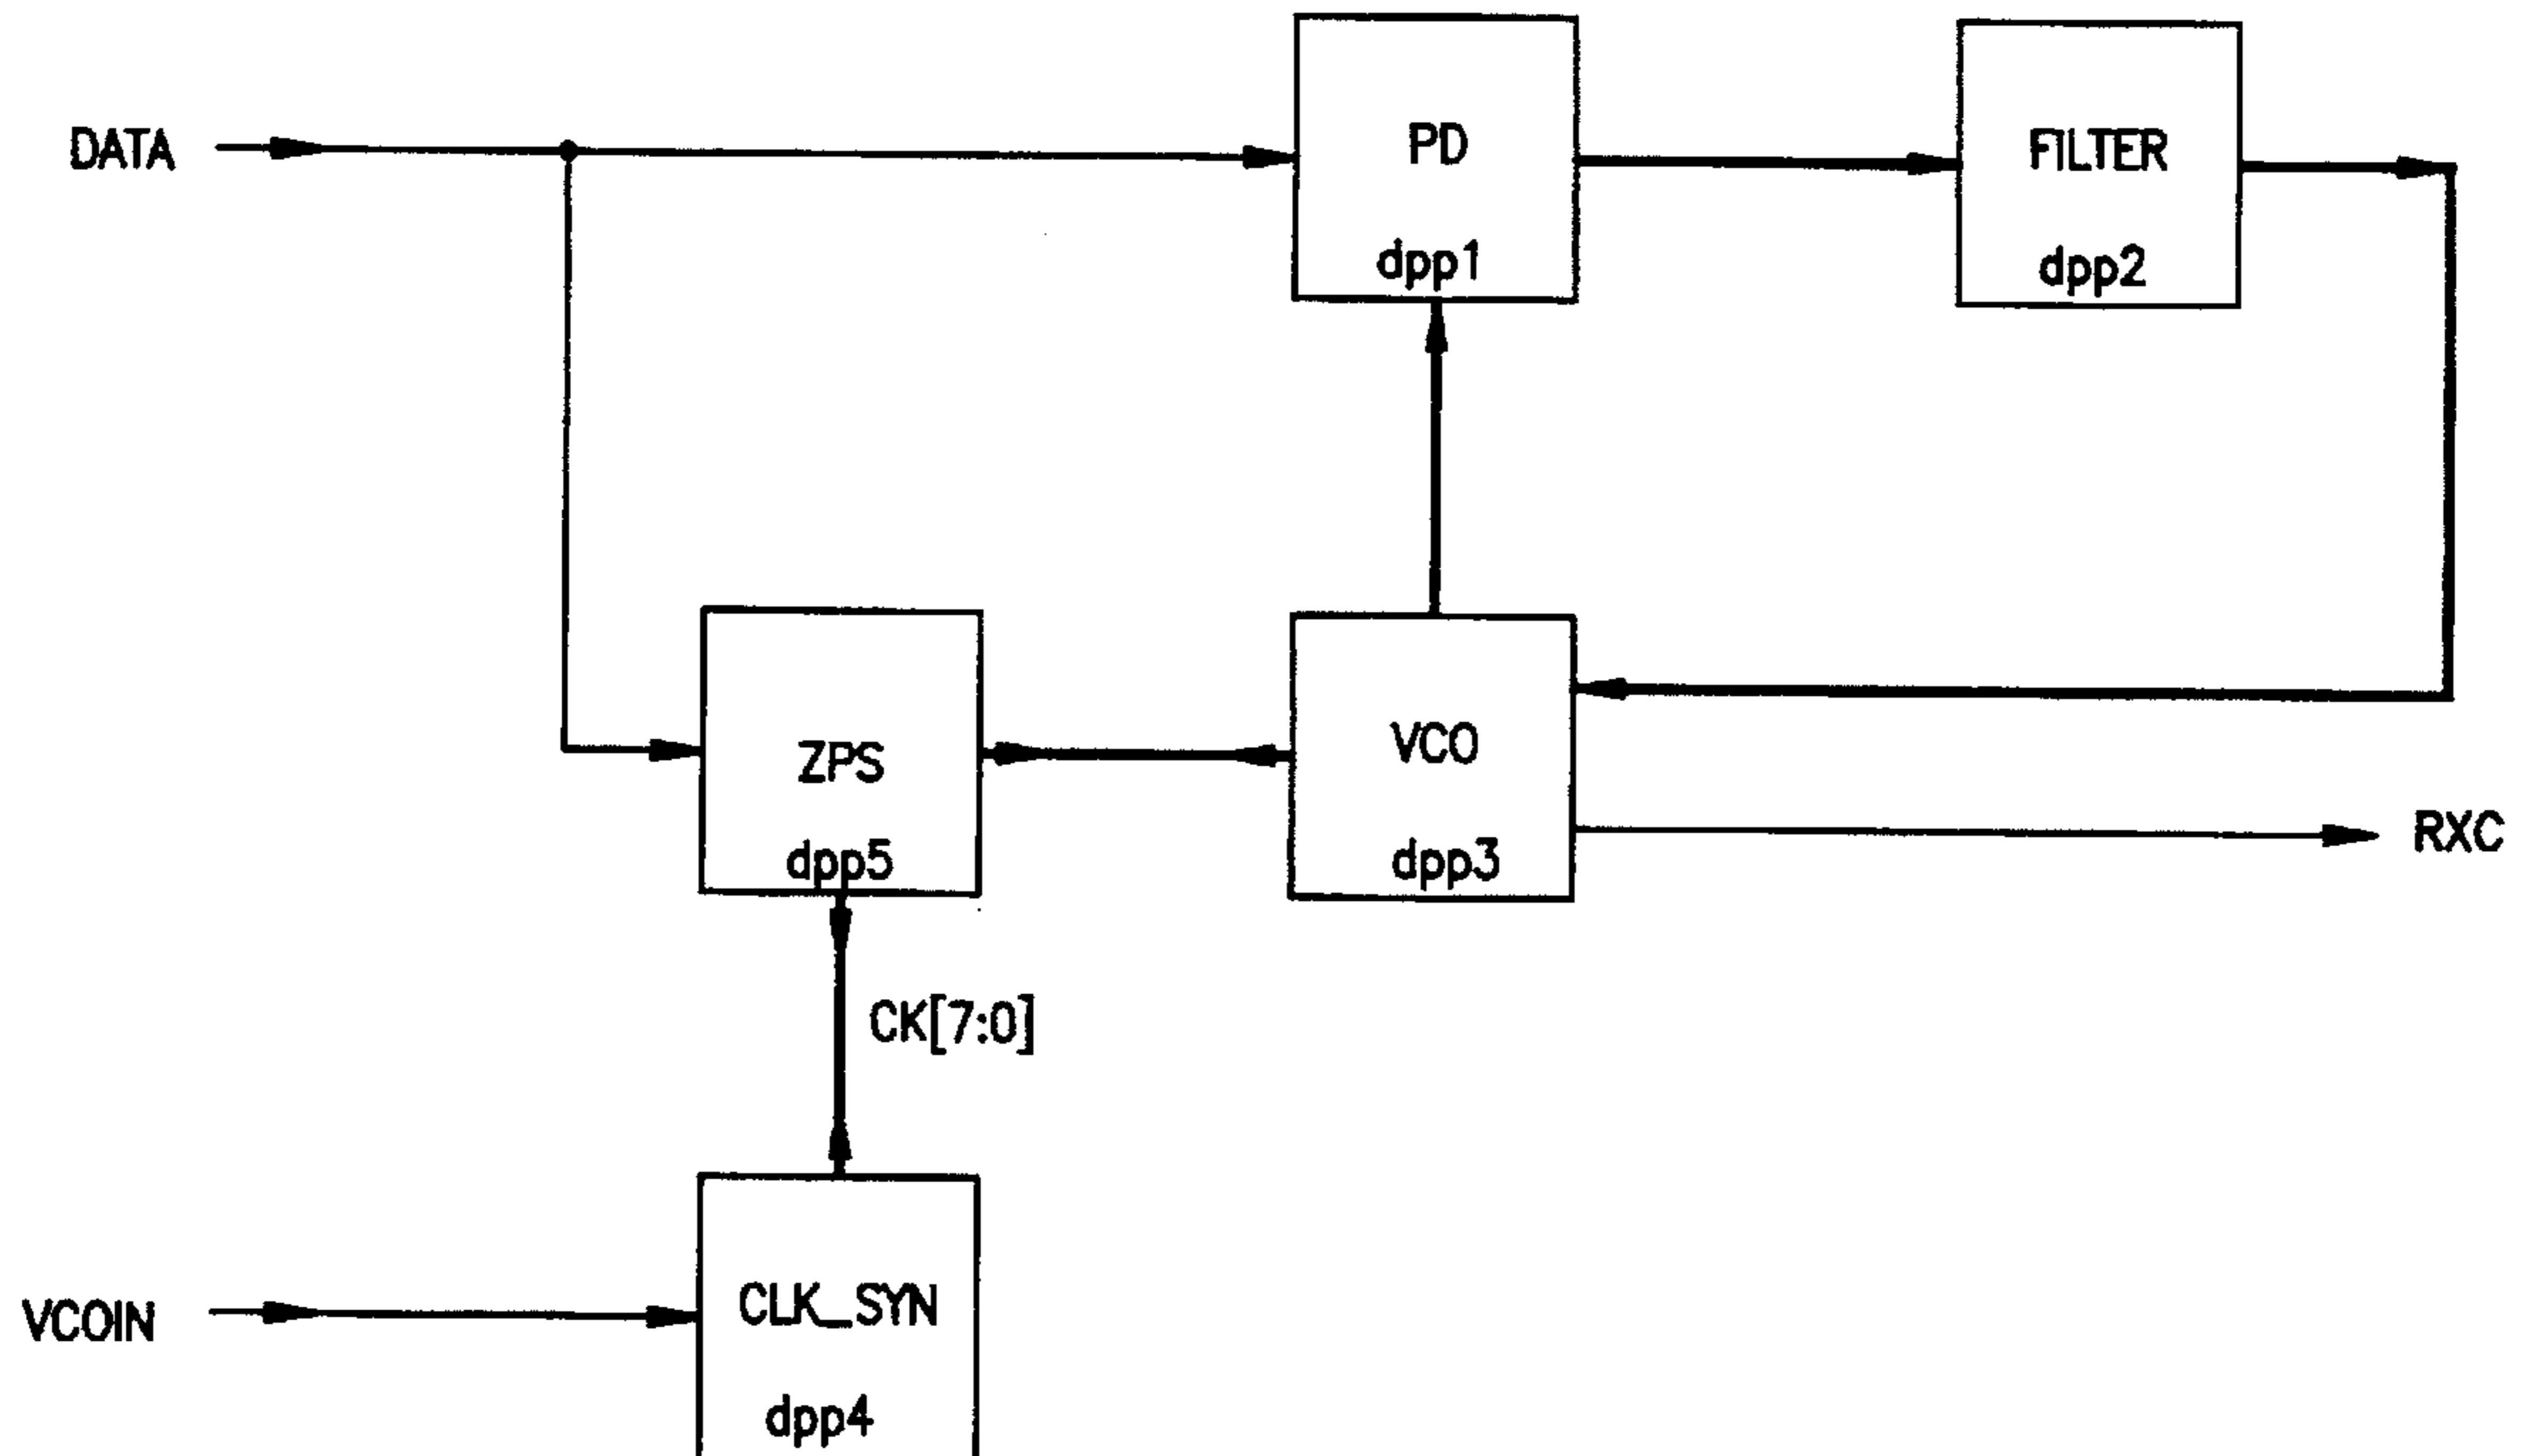 DATA
PD
dpp1
FILTER
dpp2
ZPS
dpp5
VCO
dpp3
RXC
CK[7:0]
VCOIN
CLK_SYN
dpp4